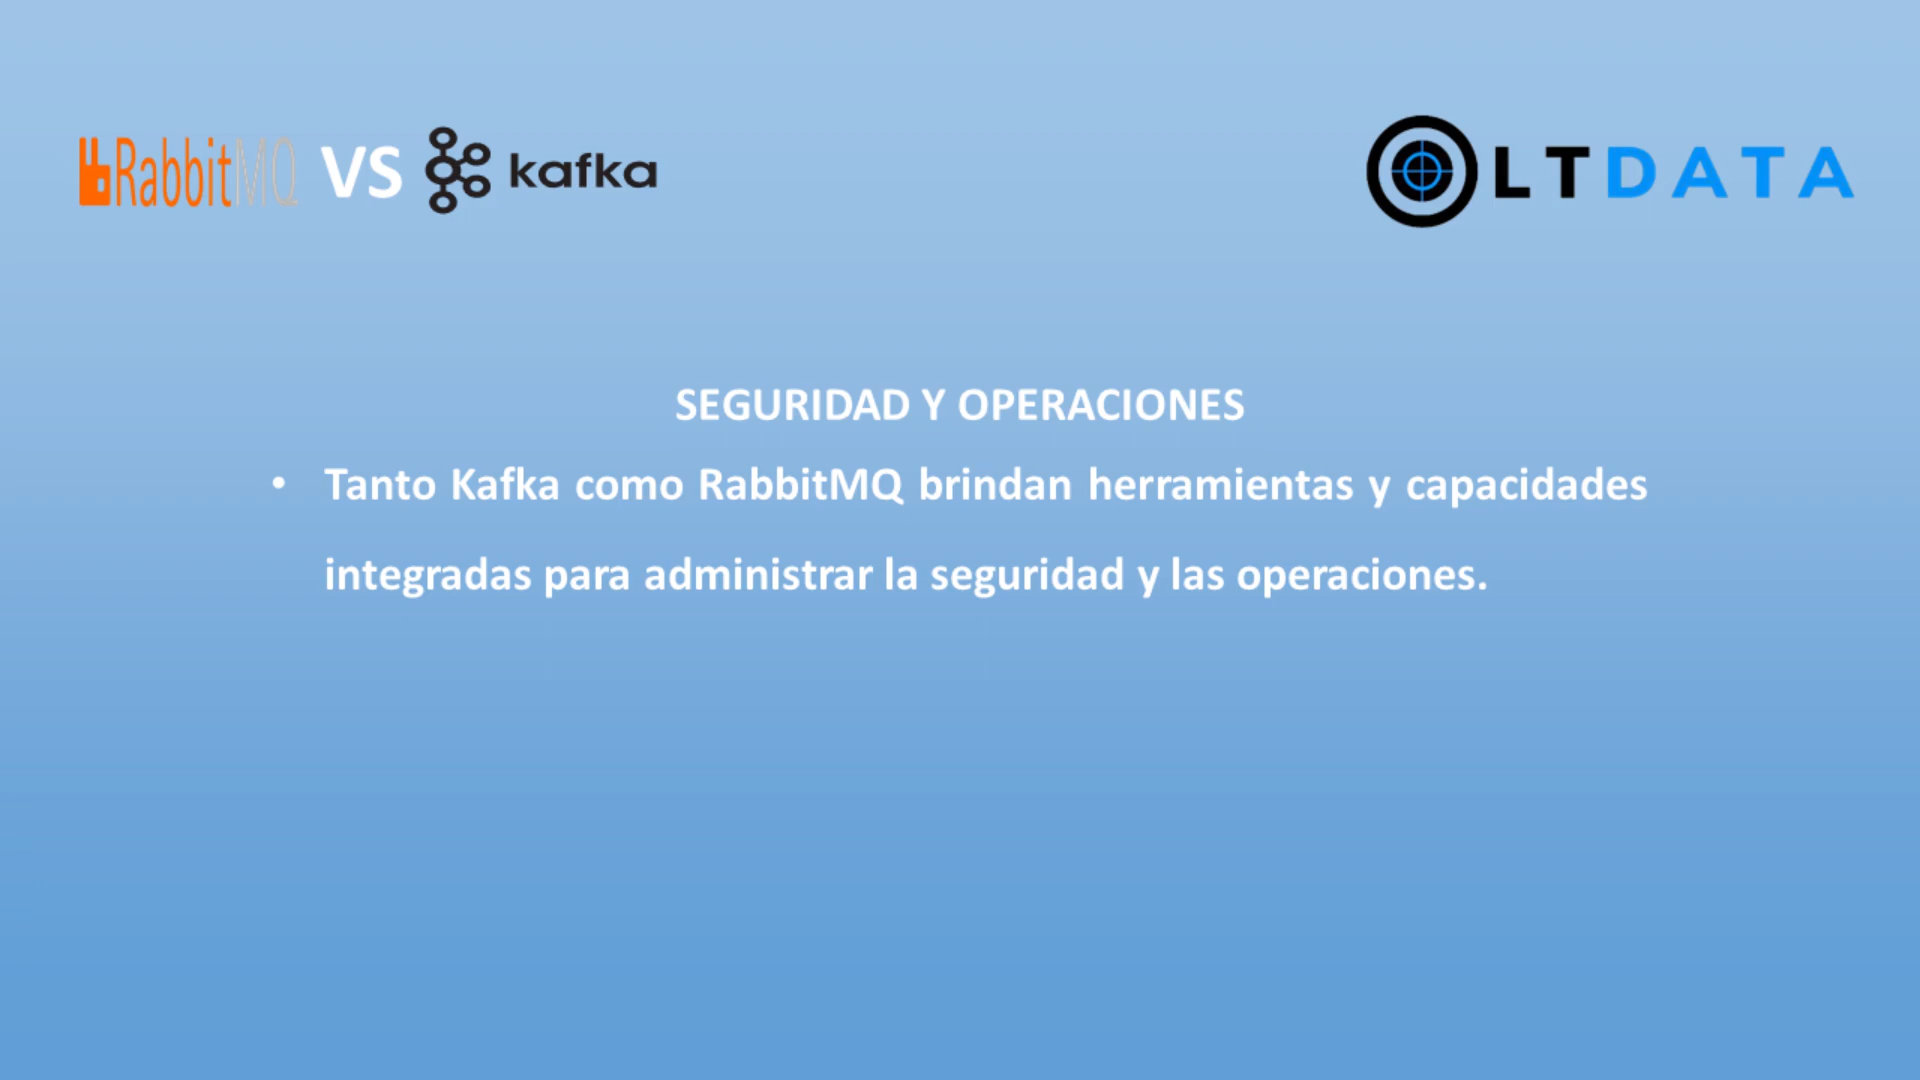 RabbitMQ VS kafka
LTDATA
SEGURIDAD Y OPERACIONES
• Tanto Kafka como RabbitMQ brindan herramientas y capacidades
integradas para administrar la seguridad y las operaciones.